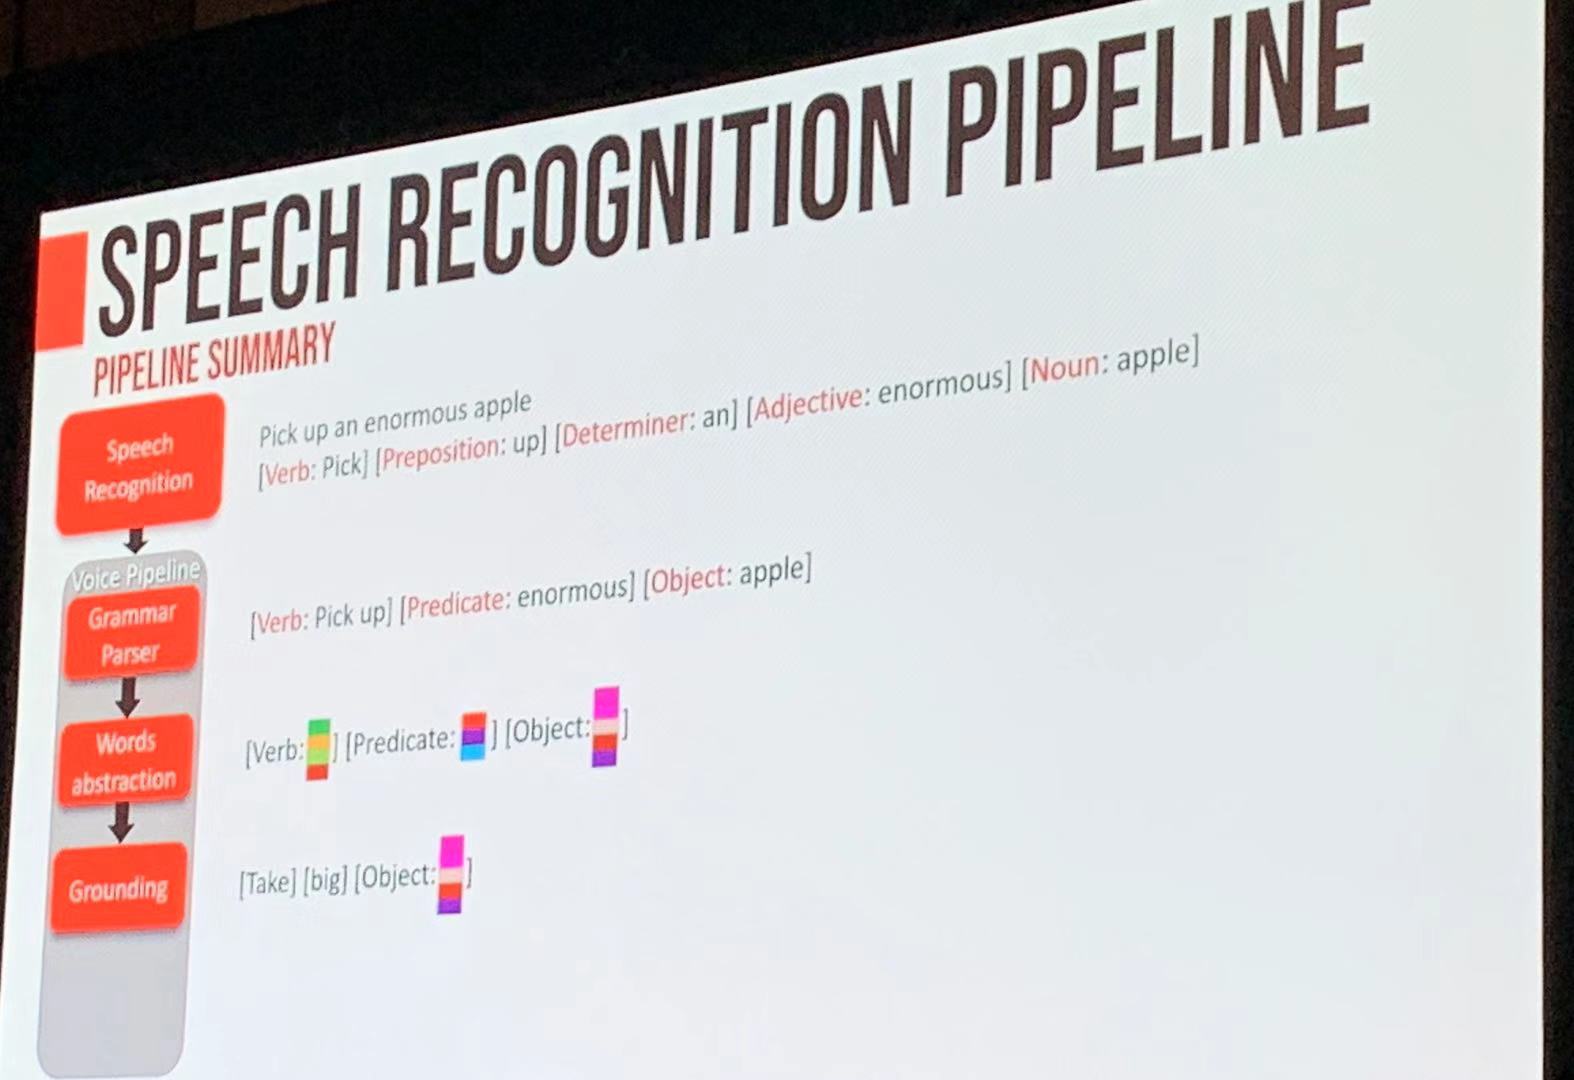 SPEECH RECOGNITION PIPELINE
PIPELINE SUMMARY
Speech
Recognition
Pick up an enormous apple
[Verb: Pick] [Preposition: up] [Determiner: an] [Adjective: enormous] [Noun: apple]
Voice Pipeline
Grammar
Parser
[Verb: Pick up] [Predicate: enormous] [Object: apple]
Words
abstraction
[Verb: ] [Predicate: ] [Object: ]
Grounding
[Take] [big] [Object: ]